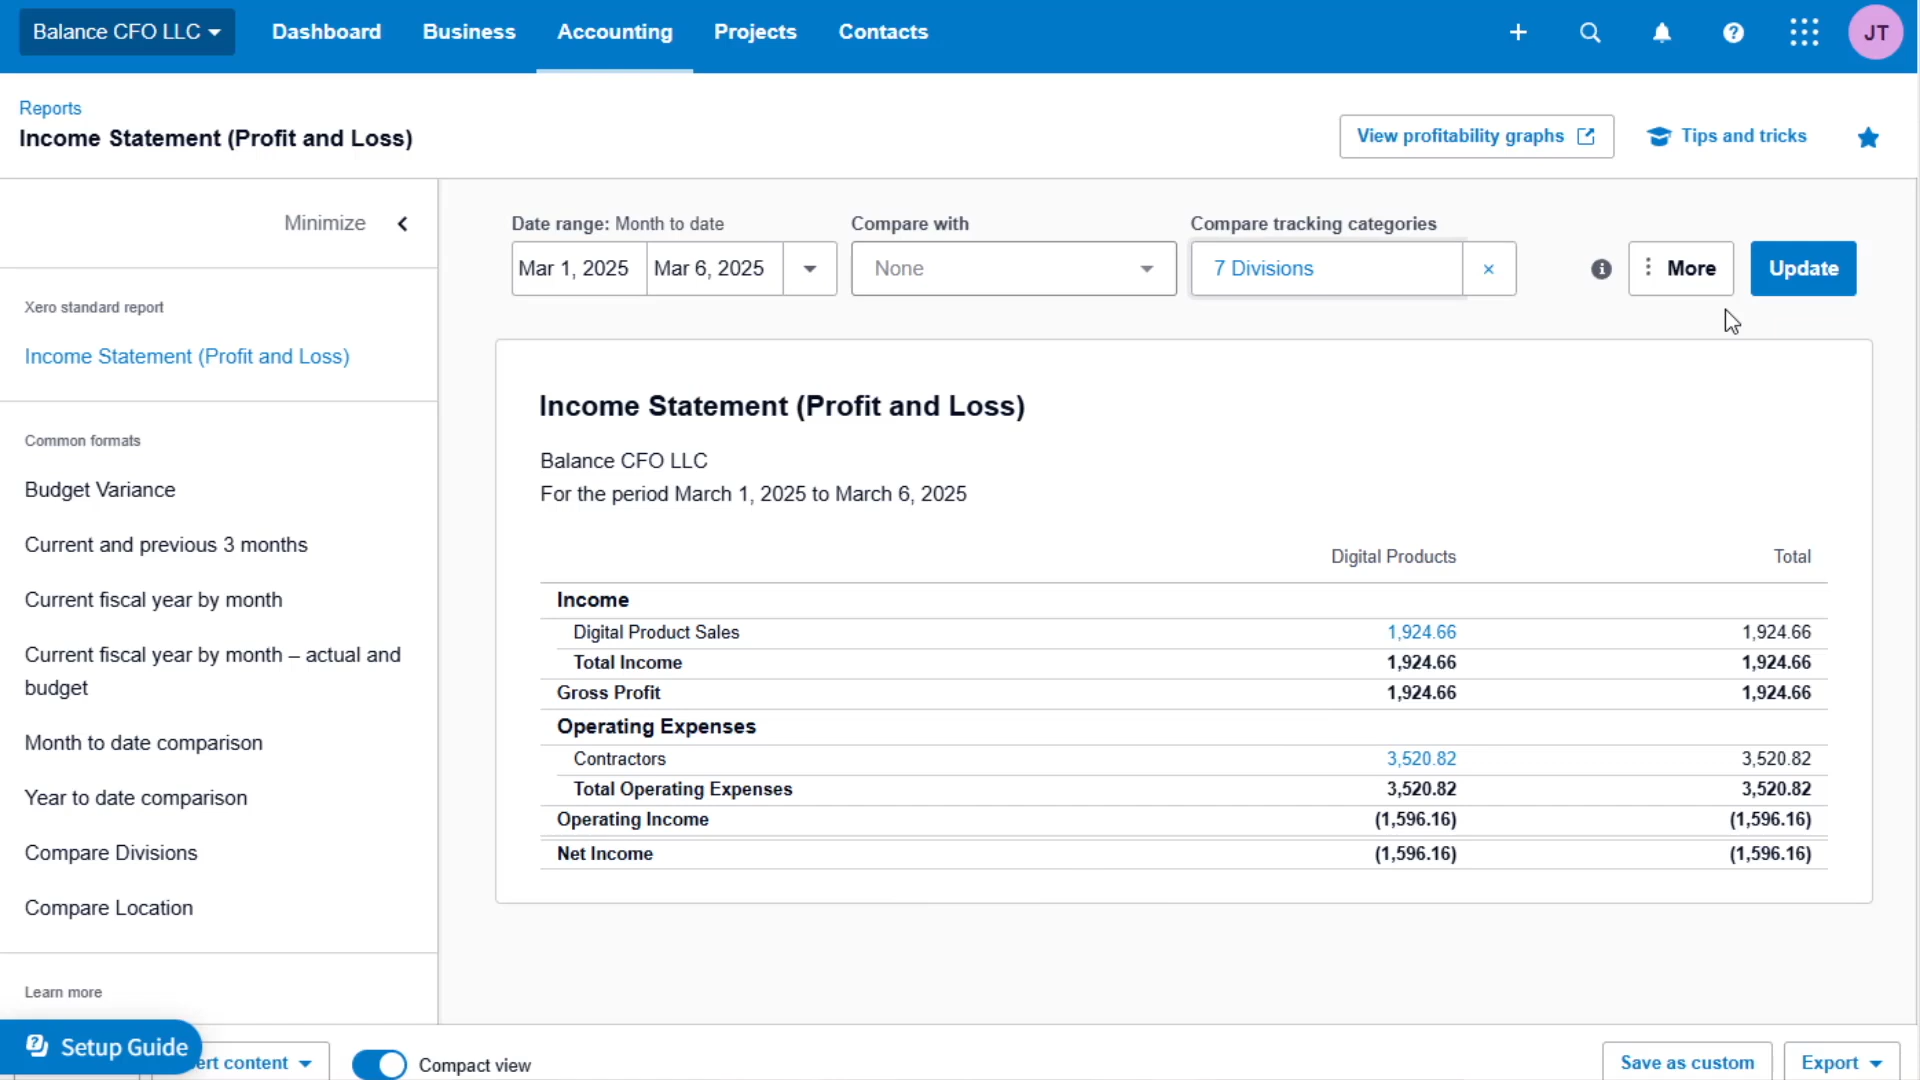 Balance CFO LLC
Dashboard
Business
Accounting
Projects
Contacts
JT
Reports
Income Statement (Profit and Loss)
View profitability graphs
Tips and tricks
Minimize
Xero standard report
Income Statement (Profit and Loss)
Common formats
Budget Variance
Current and previous 3 months
Current fiscal year by month
Current fiscal year by month – actual and
budget
Month to date comparison
Year to date comparison
Compare Divisions
Compare Location
Learn more
Setup Guide
Date range: Month to date
Mar 1, 2025 Mar 6, 2025
Compare with
None
Compare tracking categories
7 Divisions
More
Update
Income Statement (Profit and Loss)
Balance CFO LLC
For the period March 1, 2025 to March 6, 2025
Digital Products Total
Income
Digital Product Sales 1,924.66 1,924.66
Total Income 1,924.66 1,924.66
Gross Profit 1,924.66 1,924.66
Operating Expenses
Contractors 3,520.82 3,520.82
Total Operating Expenses 3,520.82 3,520.82
Operating Income (1,596.16) (1,596.16)
Net Income (1,596.16) (1,596.16)
ert content
Compact view
Save as custom
Export